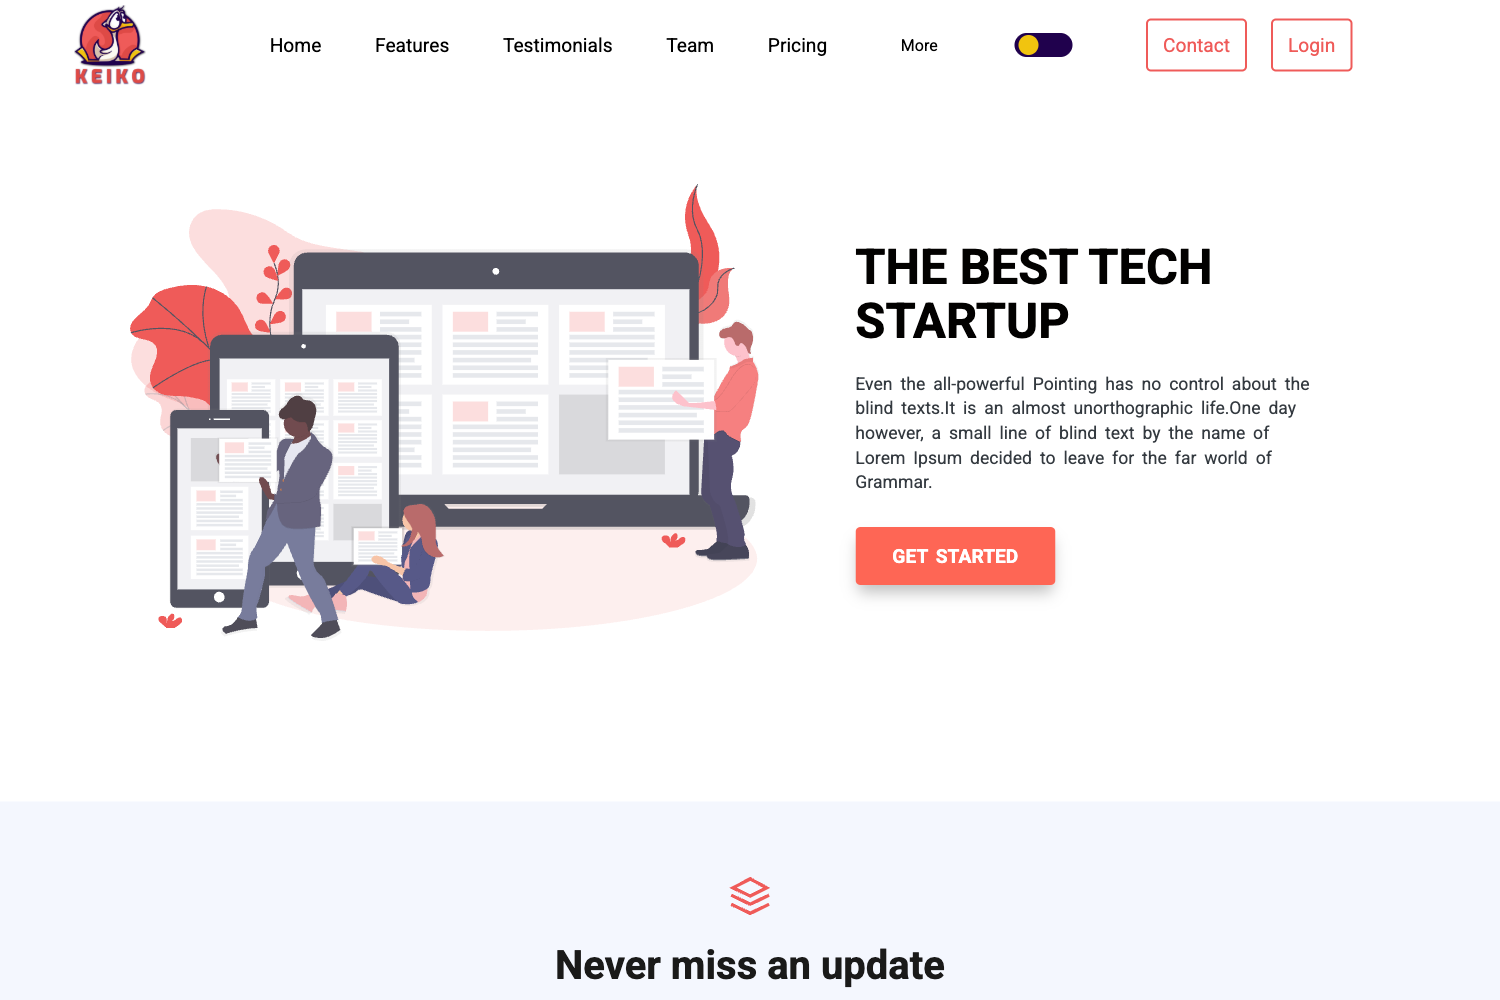 KEIKO
Home
Features
Testimonials
Team
Pricing
More
Contact
Login
THE BEST TECH
STARTUP
Even the all-powerful Pointing has no control about the
blind texts.It is an almost unorthographic life.One day
however, a small line of blind text by the name of
Lorem Ipsum decided to leave for the far world of
Grammar.
GET STARTED
Never miss an update